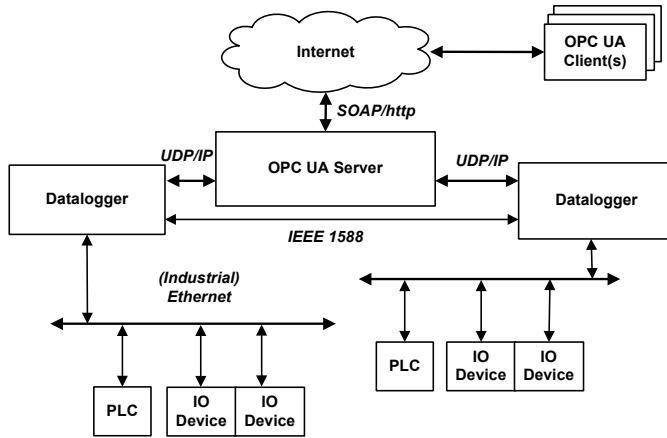 Internet
OPC UA
Client(s)
SOAP/http
UDP/IP
OPC UA Server
UDP/IP
Datalogger
Datalogger
IEEE 1588
(Industrial)
Ethernet
PLC
IO
Device
IO
Device
PLC
IO
Device
IO
Device